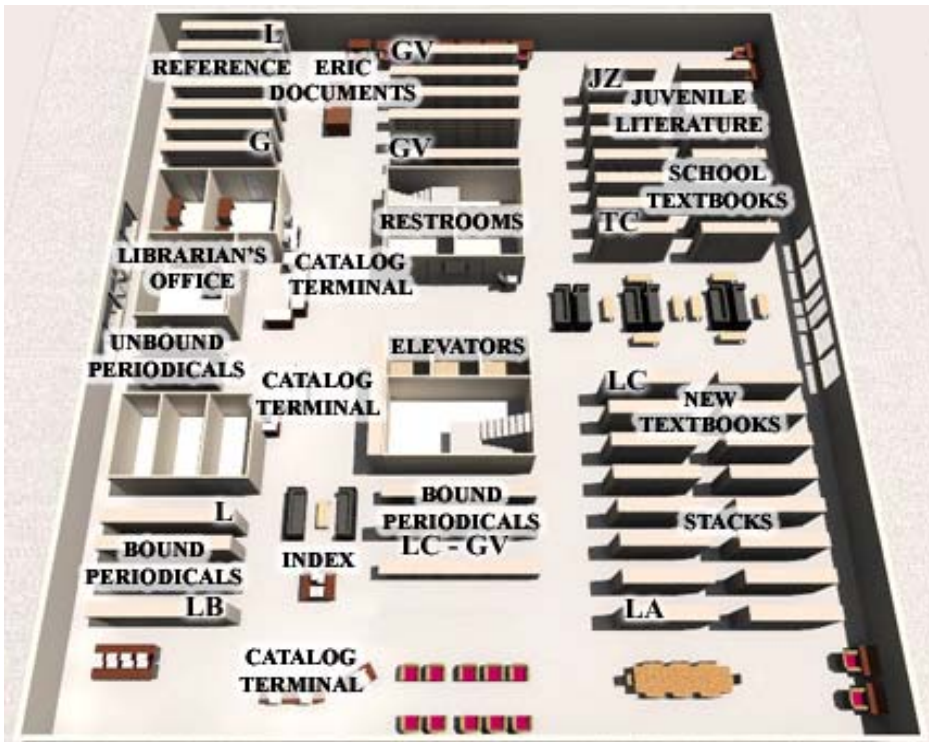 L
REFERENCE
G
ERIC
DOCUMENTS
GV
GV
JZ
JUVENILE
LITERATURE
SCHOOL
TEXTBOOKS
TC
RESTROOMS
LIBRARIAN'S
OFFICE
CATALOG
TERMINAL
UNBOUND
PERIODICALS
CATALOG
TERMINAL
ELEVATORS
LC
NEW
TEXTBOOKS
STACKS
LA
L
BOUND
PERIODICALS
LB
INDEX
BOUND
PERIODICALS
LC - GV
CATALOG
TERMINAL